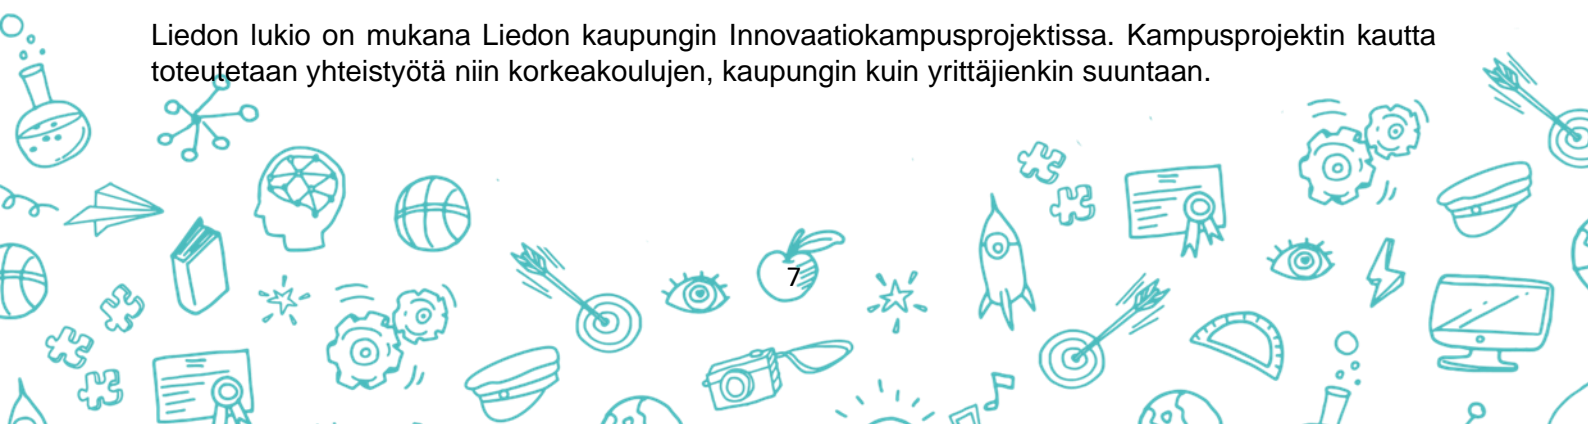 Liedon lukio on mukana Liedon kaupungin Innovaatiokampusprojektissa. Kampusprojektin kautta
toteutetaan yhteistyötä niin korkeakoulujen, kaupungin kuin yrittäjienkin suuntaan.
7